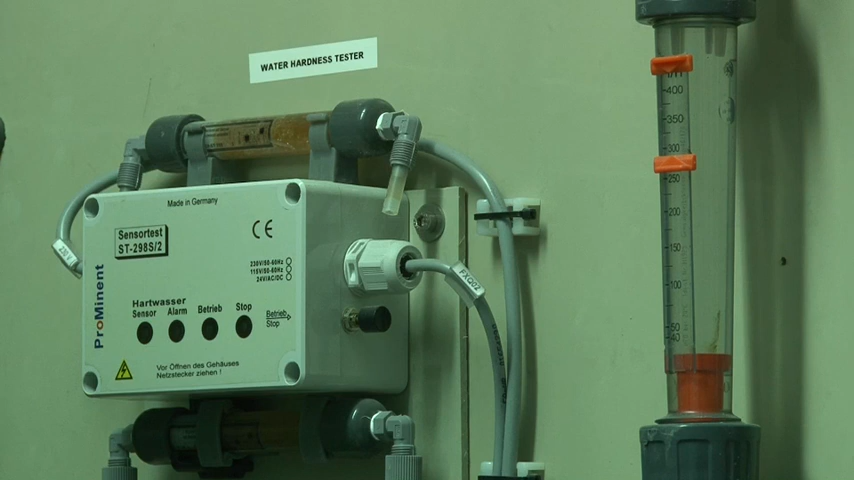 WATER HARDNESS TESTER
Made in Germany
Sensortest
ST-298S/2
CE
230V/50-60Hz
115V/50-60Hz
24V/AC/DC
ProMinent
Hartwasser
Sensor Alarm Betrieb Stop
Betrieb
Stop
Vor Öffnen des Gehäuses
Netzstecker ziehen !
400
350
300
250
200
150
100
50
40